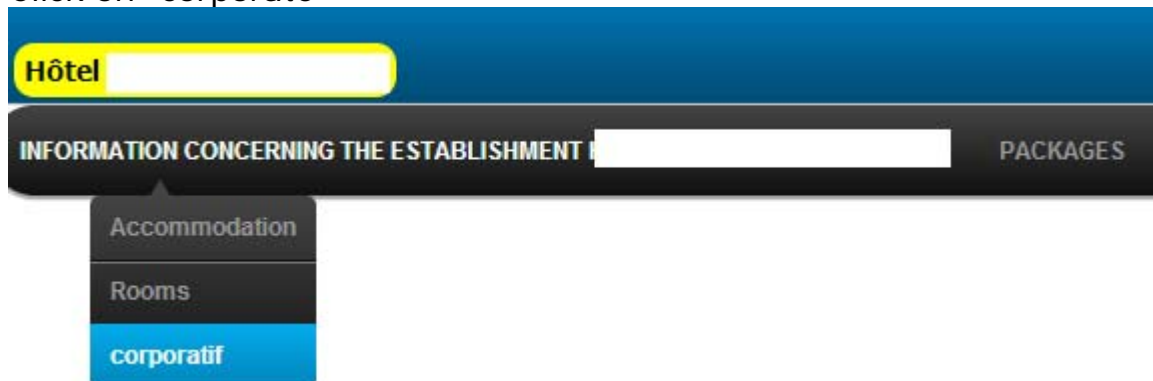 Hôtel
INFORMATION CONCERNING THE ESTABLISHMENT
PACKAGES
Accommodation
Rooms
corporatif